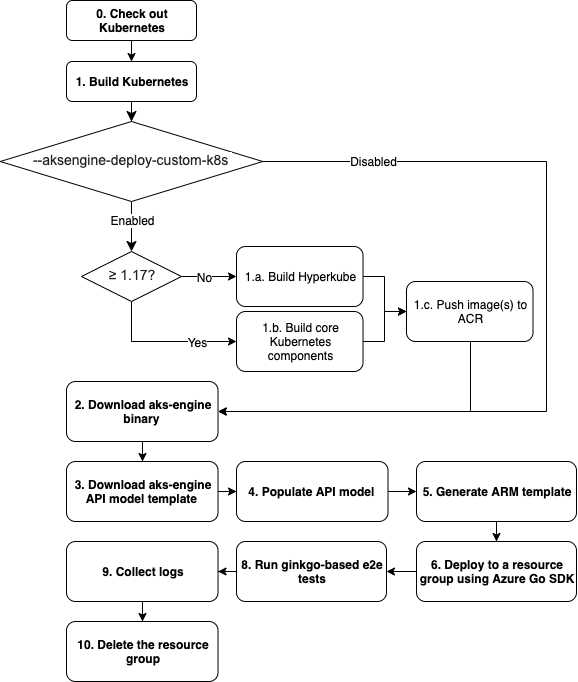 0. Check out
Kubernetes
1. Build Kubernetes
--aksengine-deploy-custom-k8s
Disabled
Enabled
≥ 1.17?
No
1.a. Build Hyperkube
1.c. Push image(s) to
ACR
Yes
1.b. Build core
Kubernetes
components
2. Download aks-engine
binary
3. Download aks-engine
API model template
4. Populate API model
5. Generate ARM template
6. Deploy to a resource
group using Azure Go SDK
8. Run ginkgo-based e2e
tests
9. Collect logs
10. Delete the resource
group